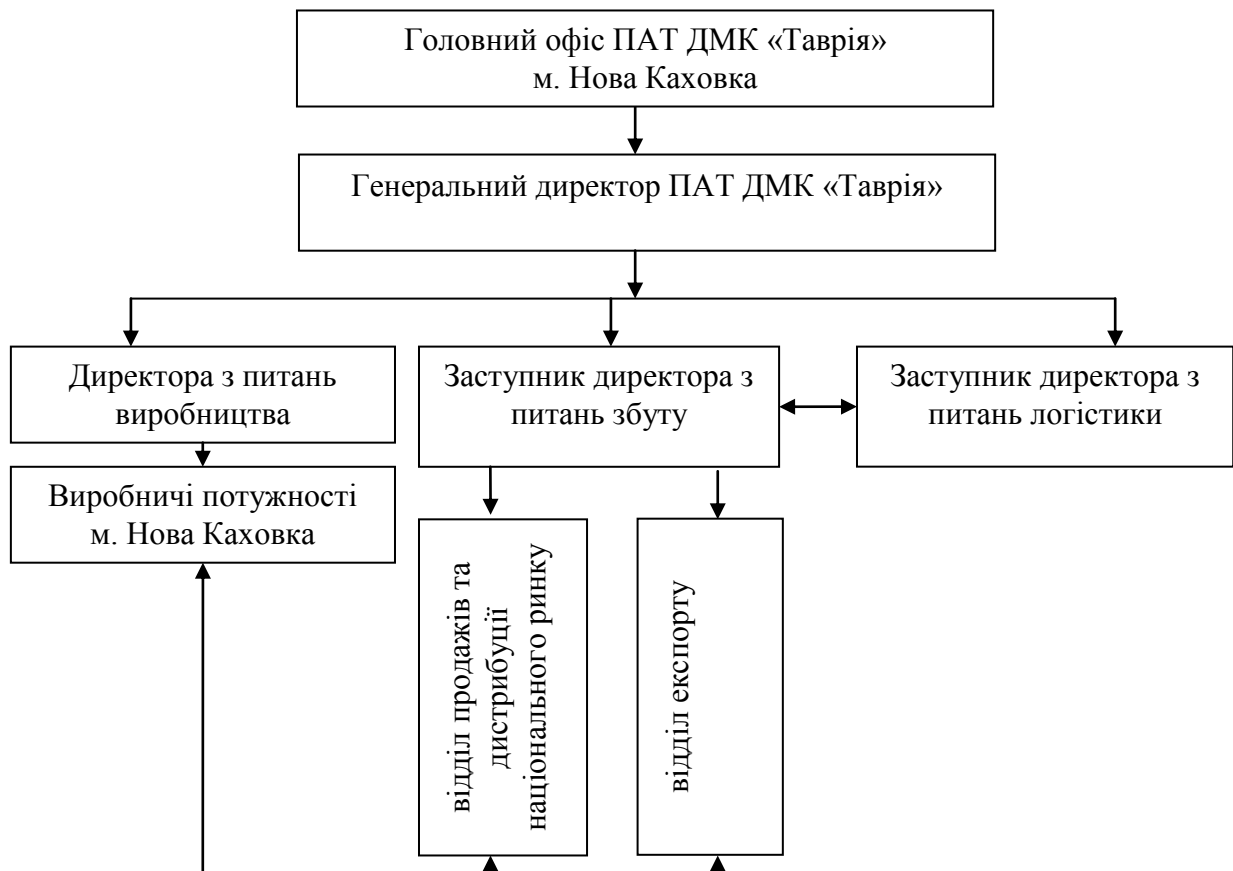 Головний офіс ПАТ ДМК «Таврія»
м. Нова Каховка
Генеральний директор ПАТ ДМК «Таврія»
Директора з питань
виробництва
Заступник директора з
питань збуту
Заступник директора з
питань логістики
Виробничі потужності
м. Нова Каховка
відділ продажів та
дистрибуції
національного ринку
відділ експорту